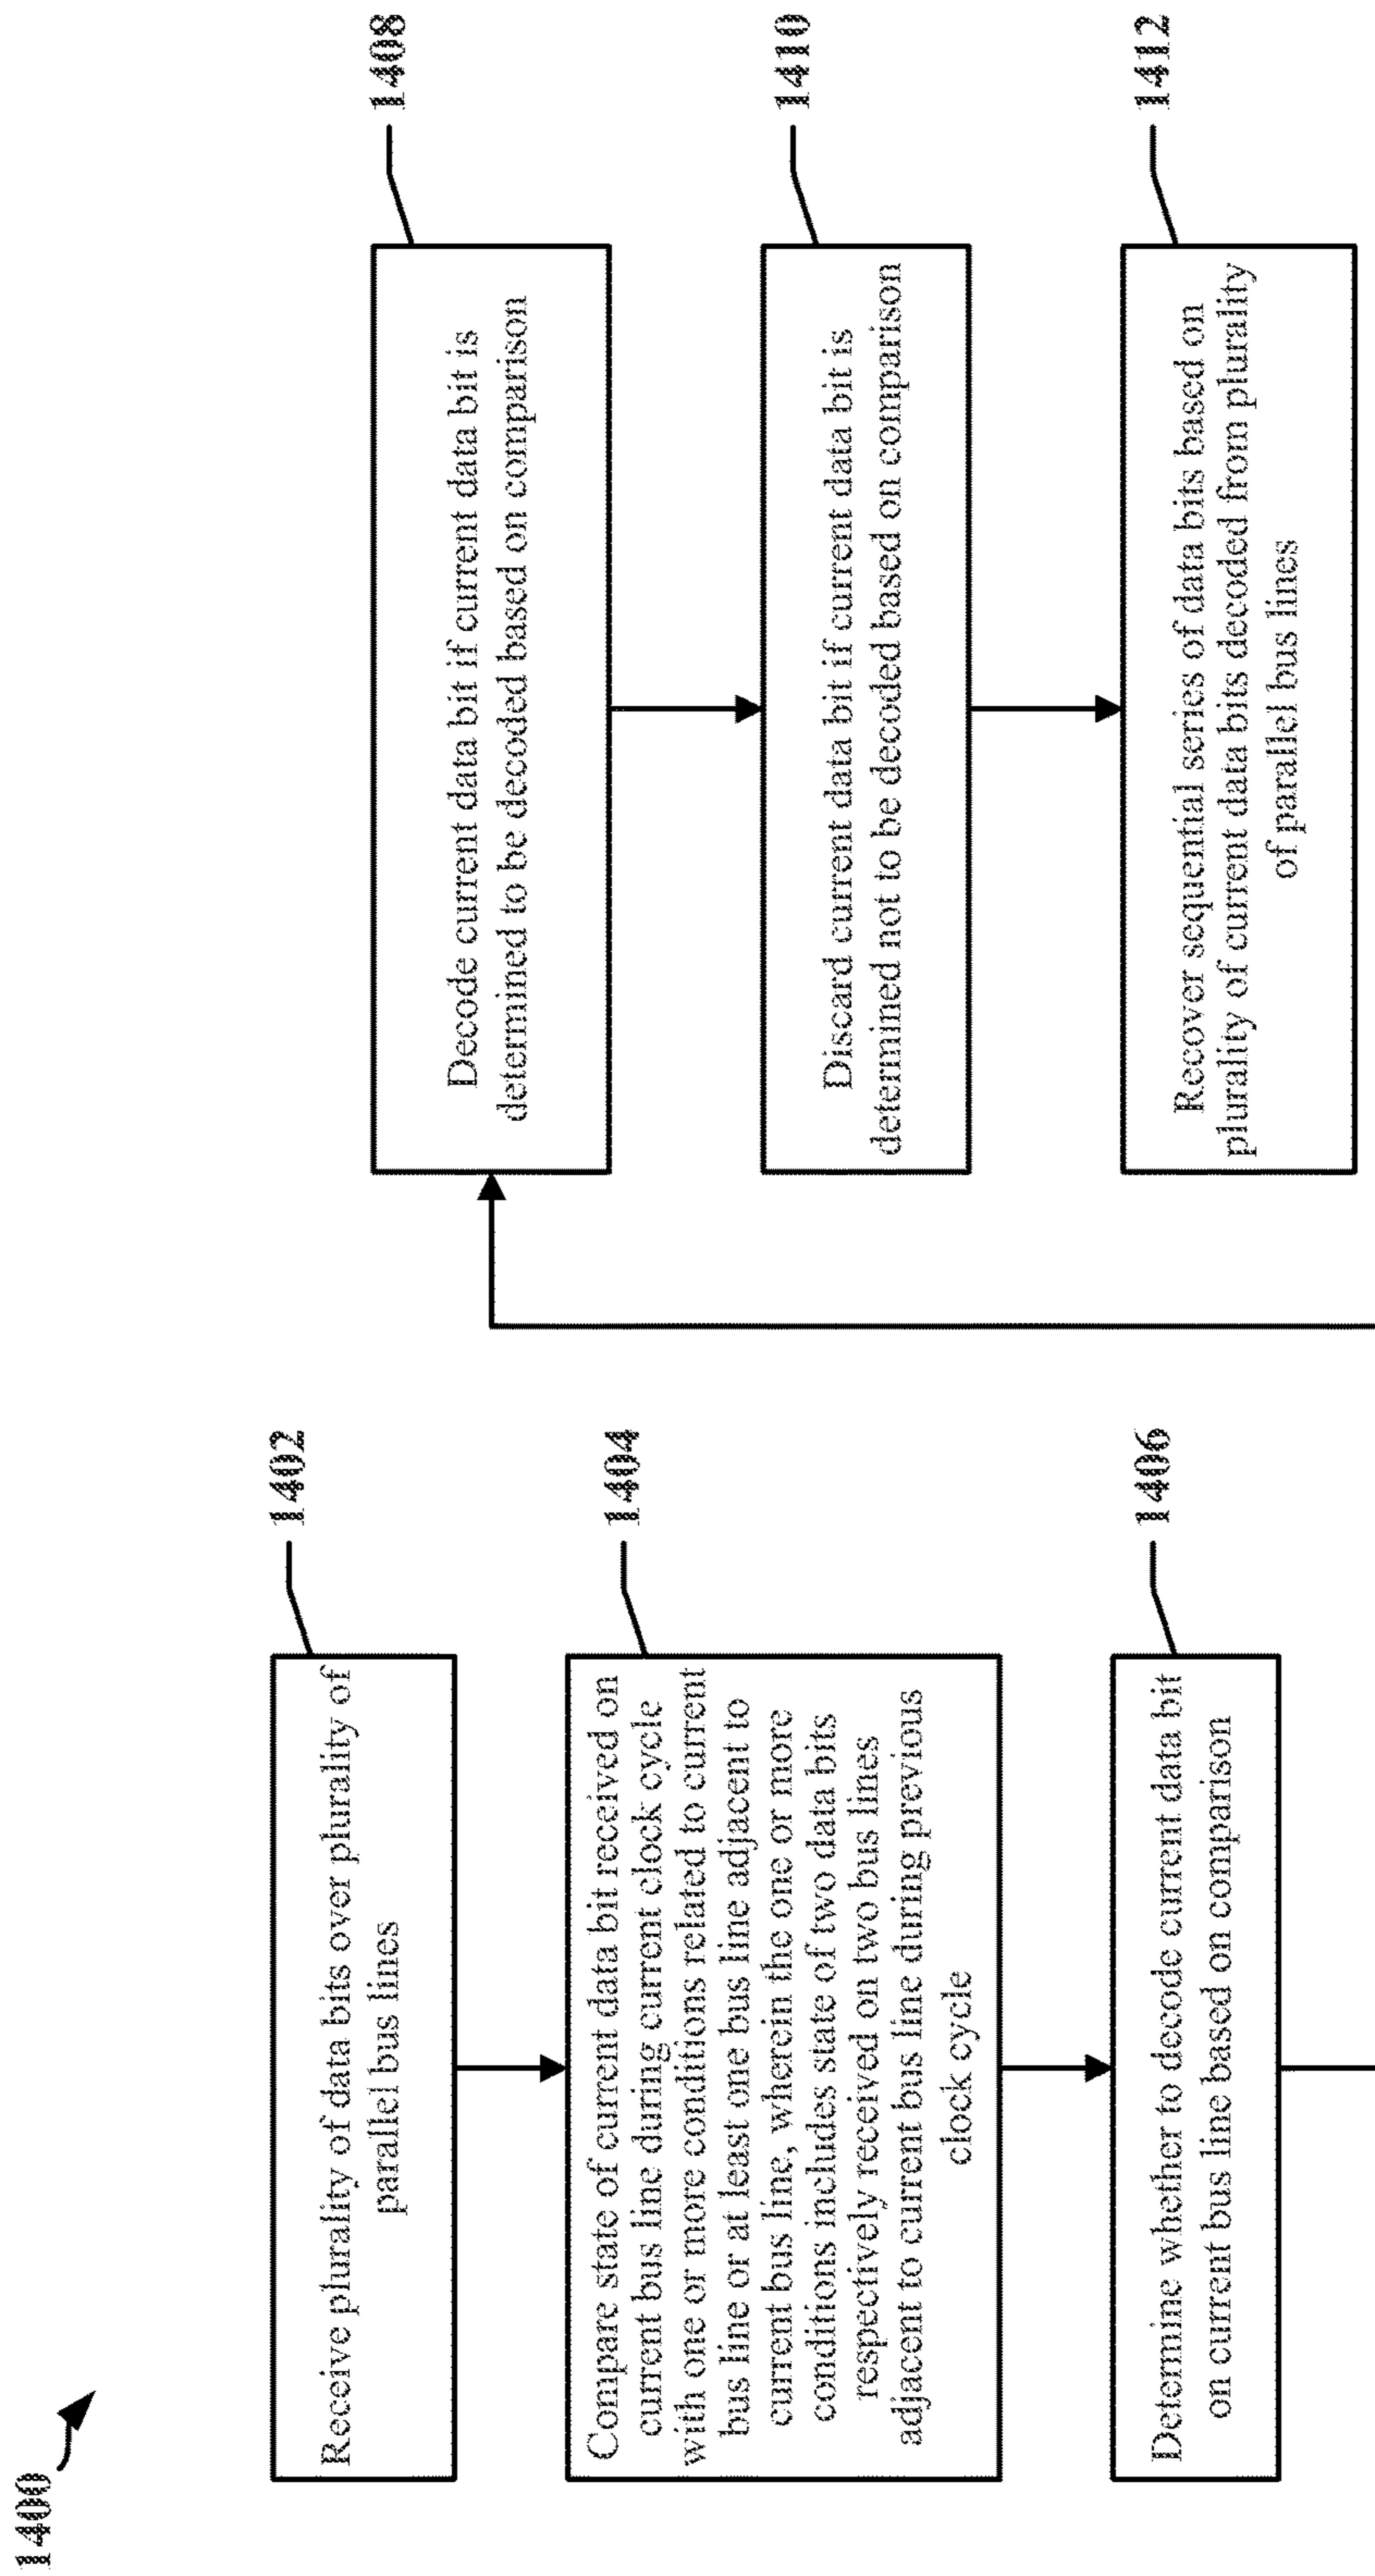 1400
1402
Receive plurality of data bits over plurality of
parallel bus lines
1404
Compare state of current data bit received on
current bus line during current clock cycle
with one or more conditions related to current
bus line or at least one bus line adjacent to
current bus line, wherein the one or more
conditions includes state of two data bits
respectively received on two bus lines
adjacent to current bus line during previous
clock cycle
1406
Determine whether to decode current data bit
on current bus line based on comparison
1408
Decode current data bit if current data bit is
determined to be decoded based on comparison
1410
Discard current data bit if current data bit is
determined not to be decoded based on comparison
1412
Recover sequential series of data bits based on
plurality of current data bits decoded from plurality
of parallel bus lines